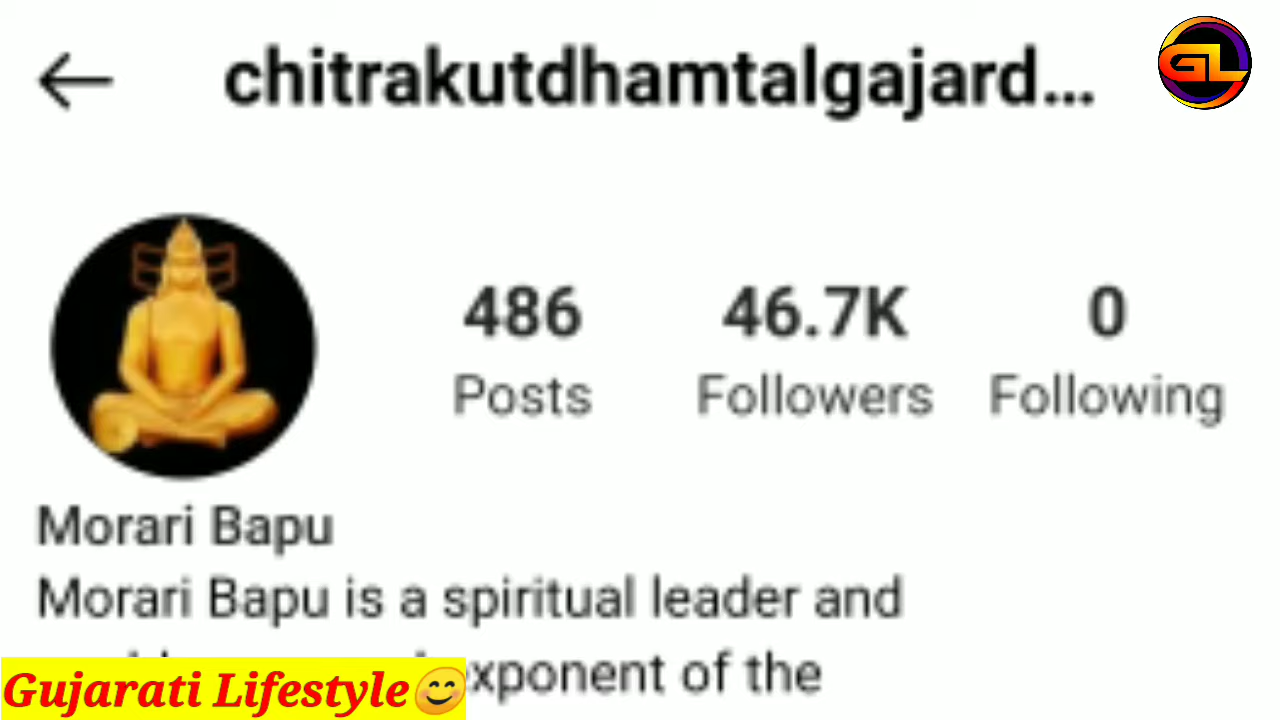 chitrakutdhamtalgajard...
GL
486
46.7K
0
Posts
Followers
Following
Morari Bapu
Morari Bapu is a spiritual leader and
exponent of the
Gujarati Lifestyle😊